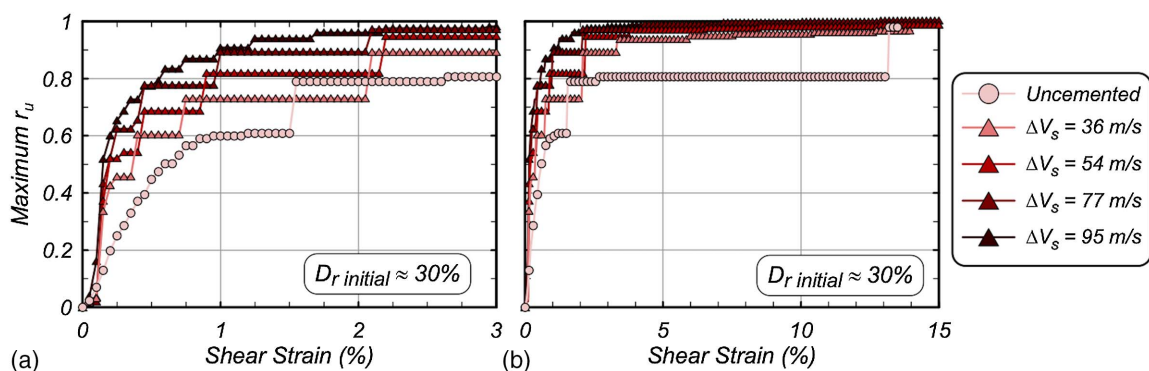 Maximum r_u
1
0.8
0.6
0.4
0.2
0
0 1 2 3
Shear Strain (%)
D_r initial ≈ 30%
(a)
0 5 10 15
Shear Strain (%)
D_r initial ≈ 30%
(b)
Uncemented
ΔV_s = 36 m/s
ΔV_s = 54 m/s
ΔV_s = 77 m/s
ΔV_s = 95 m/s